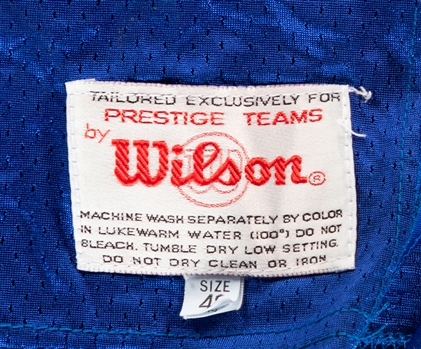 TAILORED EXCLUSIVELY FOR
PRESTIGE TEAMS
by
Wilson®
MACHINE WASH SEPARATELY BY COLOR
IN LUKEWARM WATER (100°) DO NOT
BLEACH. TUMBLE DRY LOW SETTING.
DO NOT DRY CLEAN OR IRON
SIZE